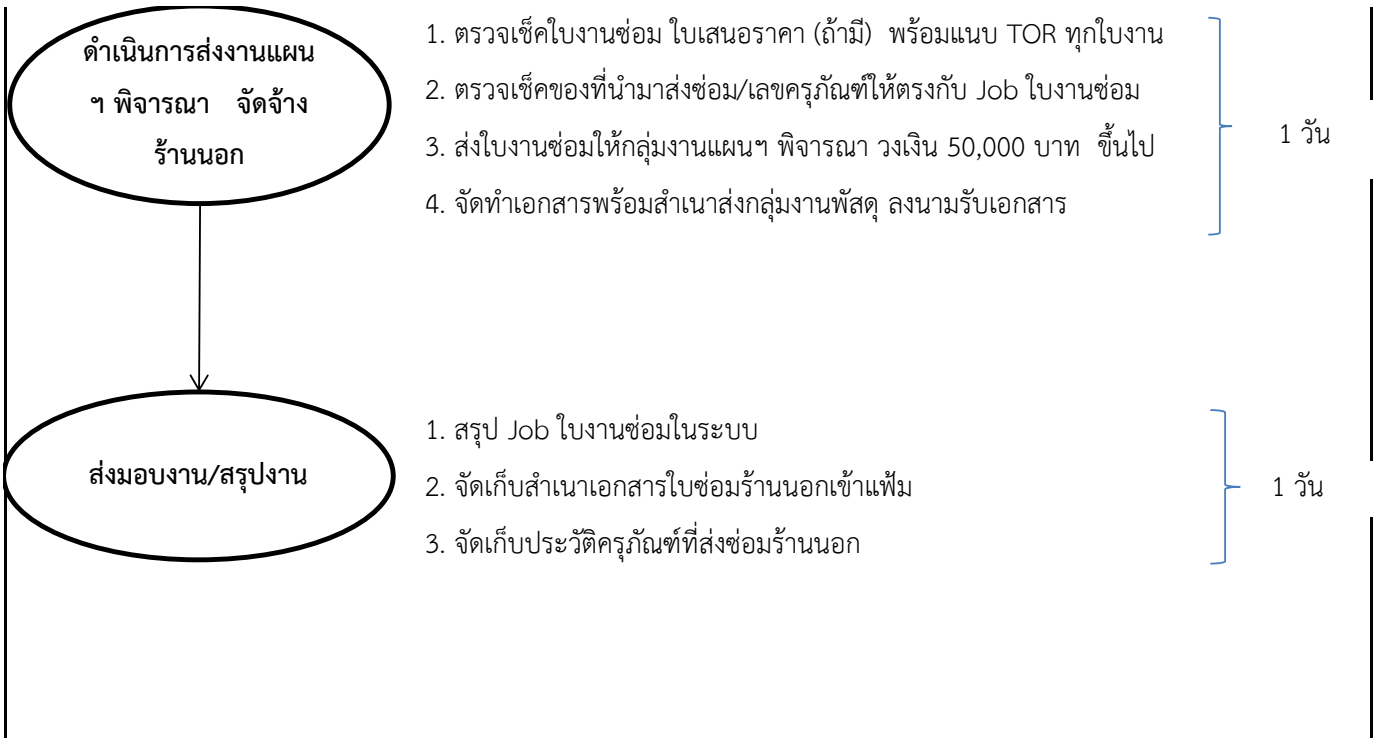 ดำเนินการส่งงานแผน
ฯ พิจารณา จัดจ้าง
ร้านนอก
1. ตรวจเช็คใบงานซ่อม ใบเสนอราคา (ถ้ามี) พร้อมแนบ TOR ทุกใบงาน
2. ตรวจเช็คของที่นำมาส่งซ่อม/เลขครุภัณฑ์ให้ตรงกับ Job ใบงานซ่อม
3. ส่งใบงานซ่อมให้กลุ่มงานแผนฯ พิจารณา วงเงิน 50,000 บาท ขึ้นไป
4. จัดทำเอกสารพร้อมสำเนาส่งกลุ่มงานพัสดุ ลงนามรับเอกสาร
1 วัน
ส่งมอบงาน/สรุปงาน
1. สรุป Job ใบงานซ่อมในระบบ
2. จัดเก็บสำเนาเอกสารใบซ่อมร้านนอกเข้าแฟ้ม
3. จัดเก็บประวัติครุภัณฑ์ที่ส่งซ่อมร้านนอก
1 วัน